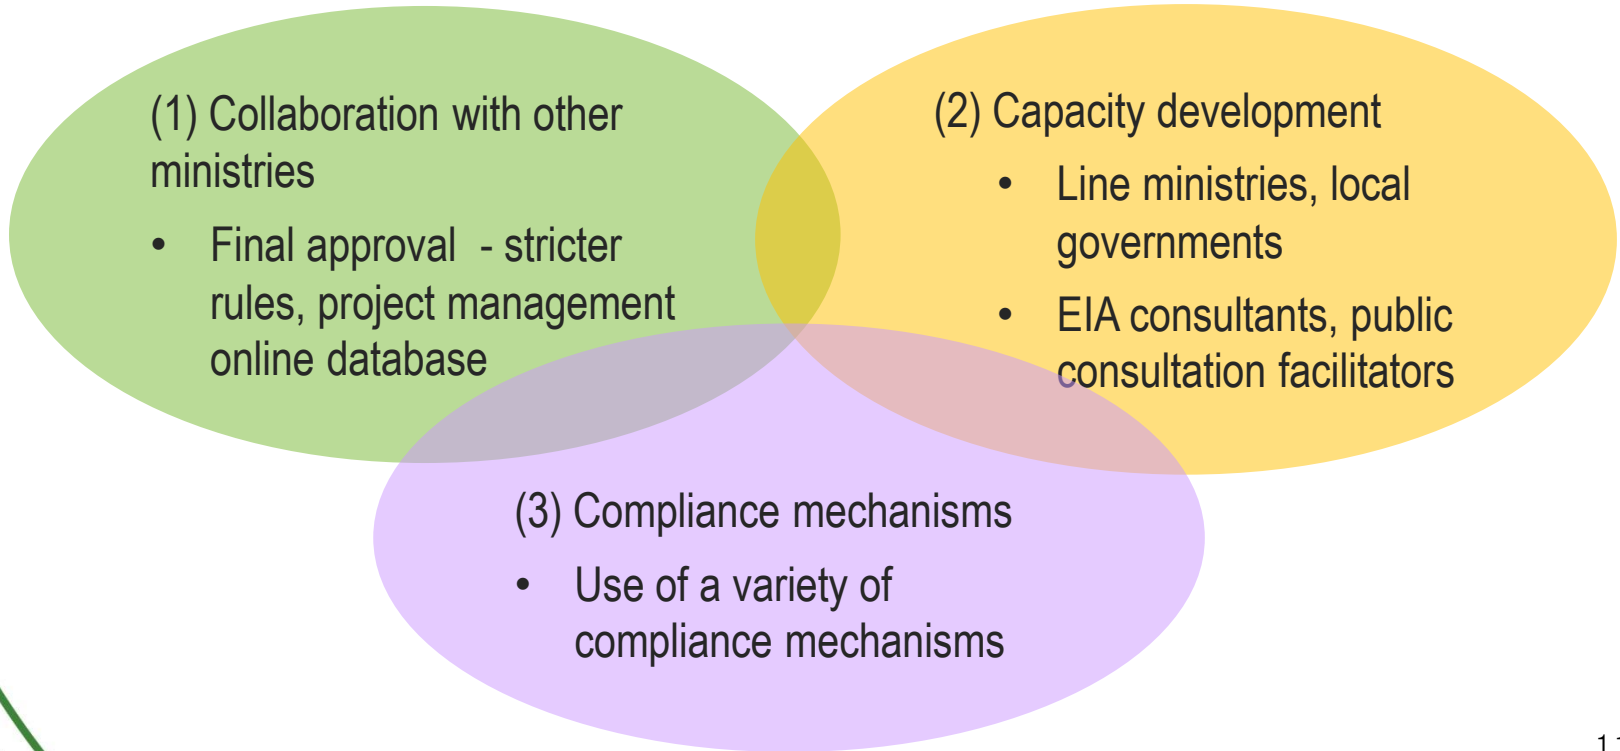 (1) Collaboration with other
ministries
• Final approval - stricter
rules, project management
online database
(2) Capacity development
• Line ministries, local
governments
• EIA consultants, public
consultation facilitators
(3) Compliance mechanisms
• Use of a variety of
compliance mechanisms